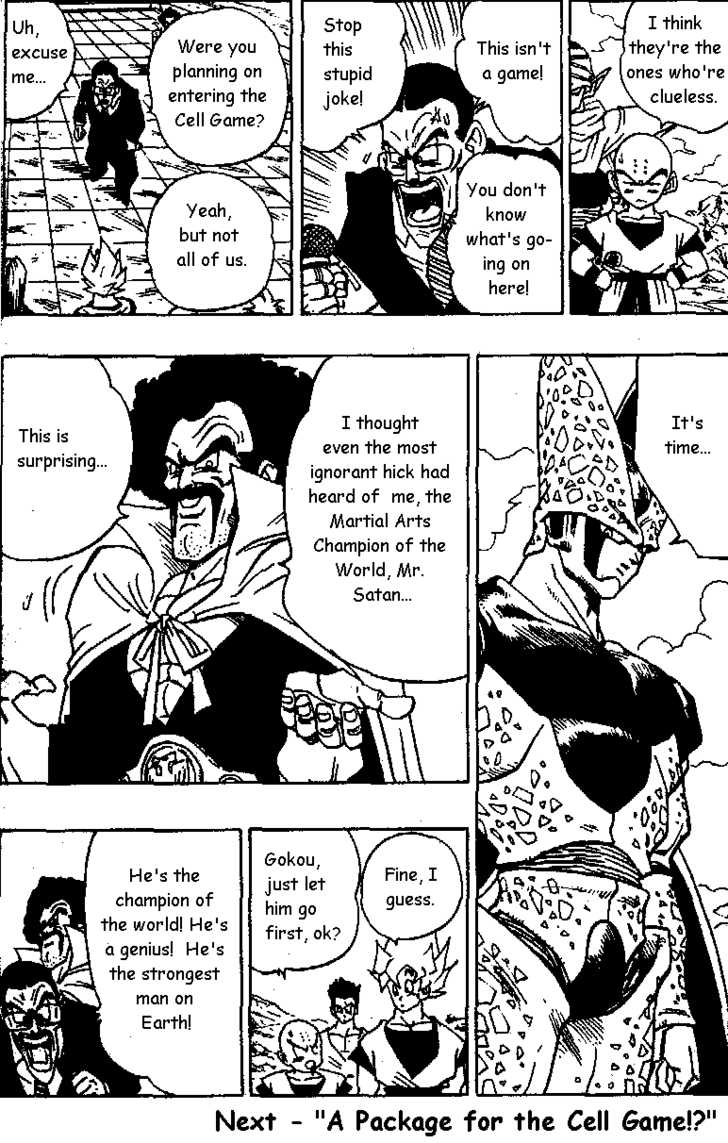 Uh,
excuse
me...
Were you
planning on
entering the
Cell Game?
Yeah,
but not
all of us.
Stop
this
stupid
joke!
This isn't
a game!
You don't
know
what's go-
ing on
here!
I think
they're the
ones who're
clueless.
This is
surprising...
I thought
even the most
ignorant hick had
heard of me, the
Martial Arts
Champion of the
World, Mr.
Satan...
It's
time...
He's the
champion of
the world! He's
a genius! He's
the strongest
man on
Earth!
Gokou,
just let
him go
first, ok?
Fine, I
guess.
Next - "A Package for the Cell Game!?"